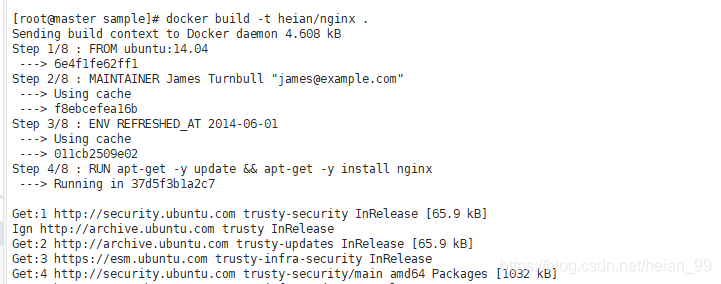 [root@master sample]# docker build -t heian/nginx .
Sending build context to Docker daemon 4.608 kB
Step 1/8 : FROM ubuntu:14.04
 ---> 6e4f1fe62ff1
Step 2/8 : MAINTAINER James Turnbull "james@example.com"
 ---> Using cache
 ---> f8ebcefea16b
Step 3/8 : ENV REFRESHED_AT 2014-06-01
 ---> Using cache
 ---> 011cb2509e02
Step 4/8 : RUN apt-get -y update && apt-get -y install nginx
 ---> Running in 37d5f3b1a2c7
Get:1 http://security.ubuntu.com trusty-security InRelease [65.9 kB]
Ign http://archive.ubuntu.com trusty InRelease
Get:2 http://archive.ubuntu.com trusty-updates InRelease [65.9 kB]
Get:3 https://esm.ubuntu.com trusty-infra-security InRelease
Get:4 http://security.ubuntu.com trusty-security/main amd64 Packages [1032 kB]
https://blog.csdn.net/heian_99